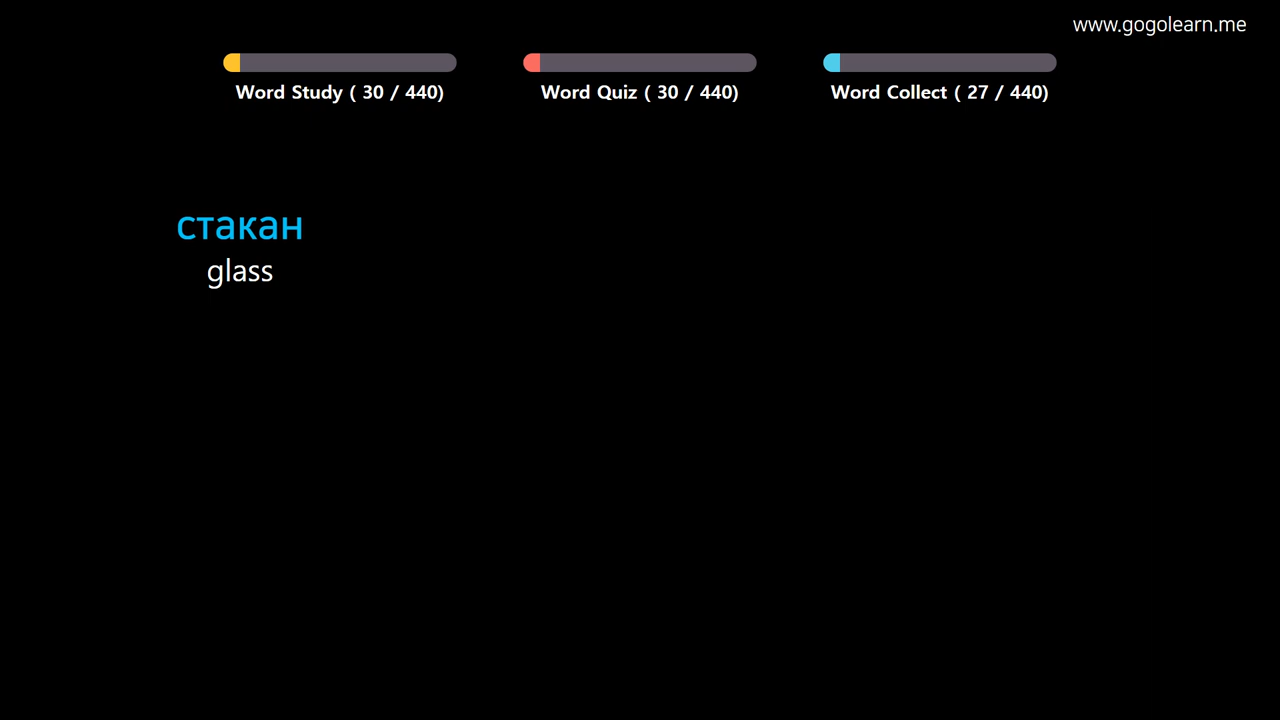 www.gogolearn.me
Word Study ( 30 / 440)
Word Quiz ( 30 / 440)
Word Collect ( 27 / 440)
стакан
glass